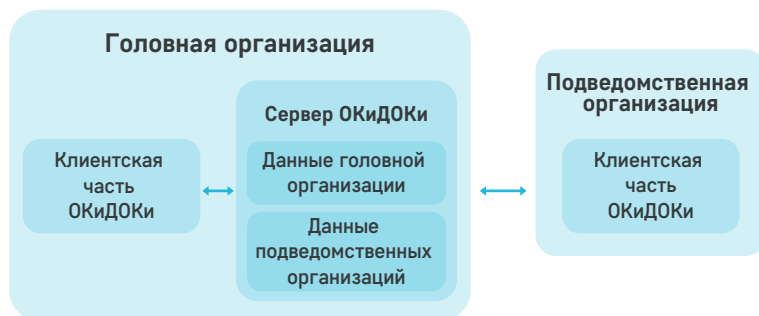 Головная организация
Клиентская
часть
ОКиДОКи
Сервер ОКиДОКи
Данные головной
организации
Данные
подведомственных
организаций
Подведомственная
организация
Клиентская
часть
ОКиДОКи